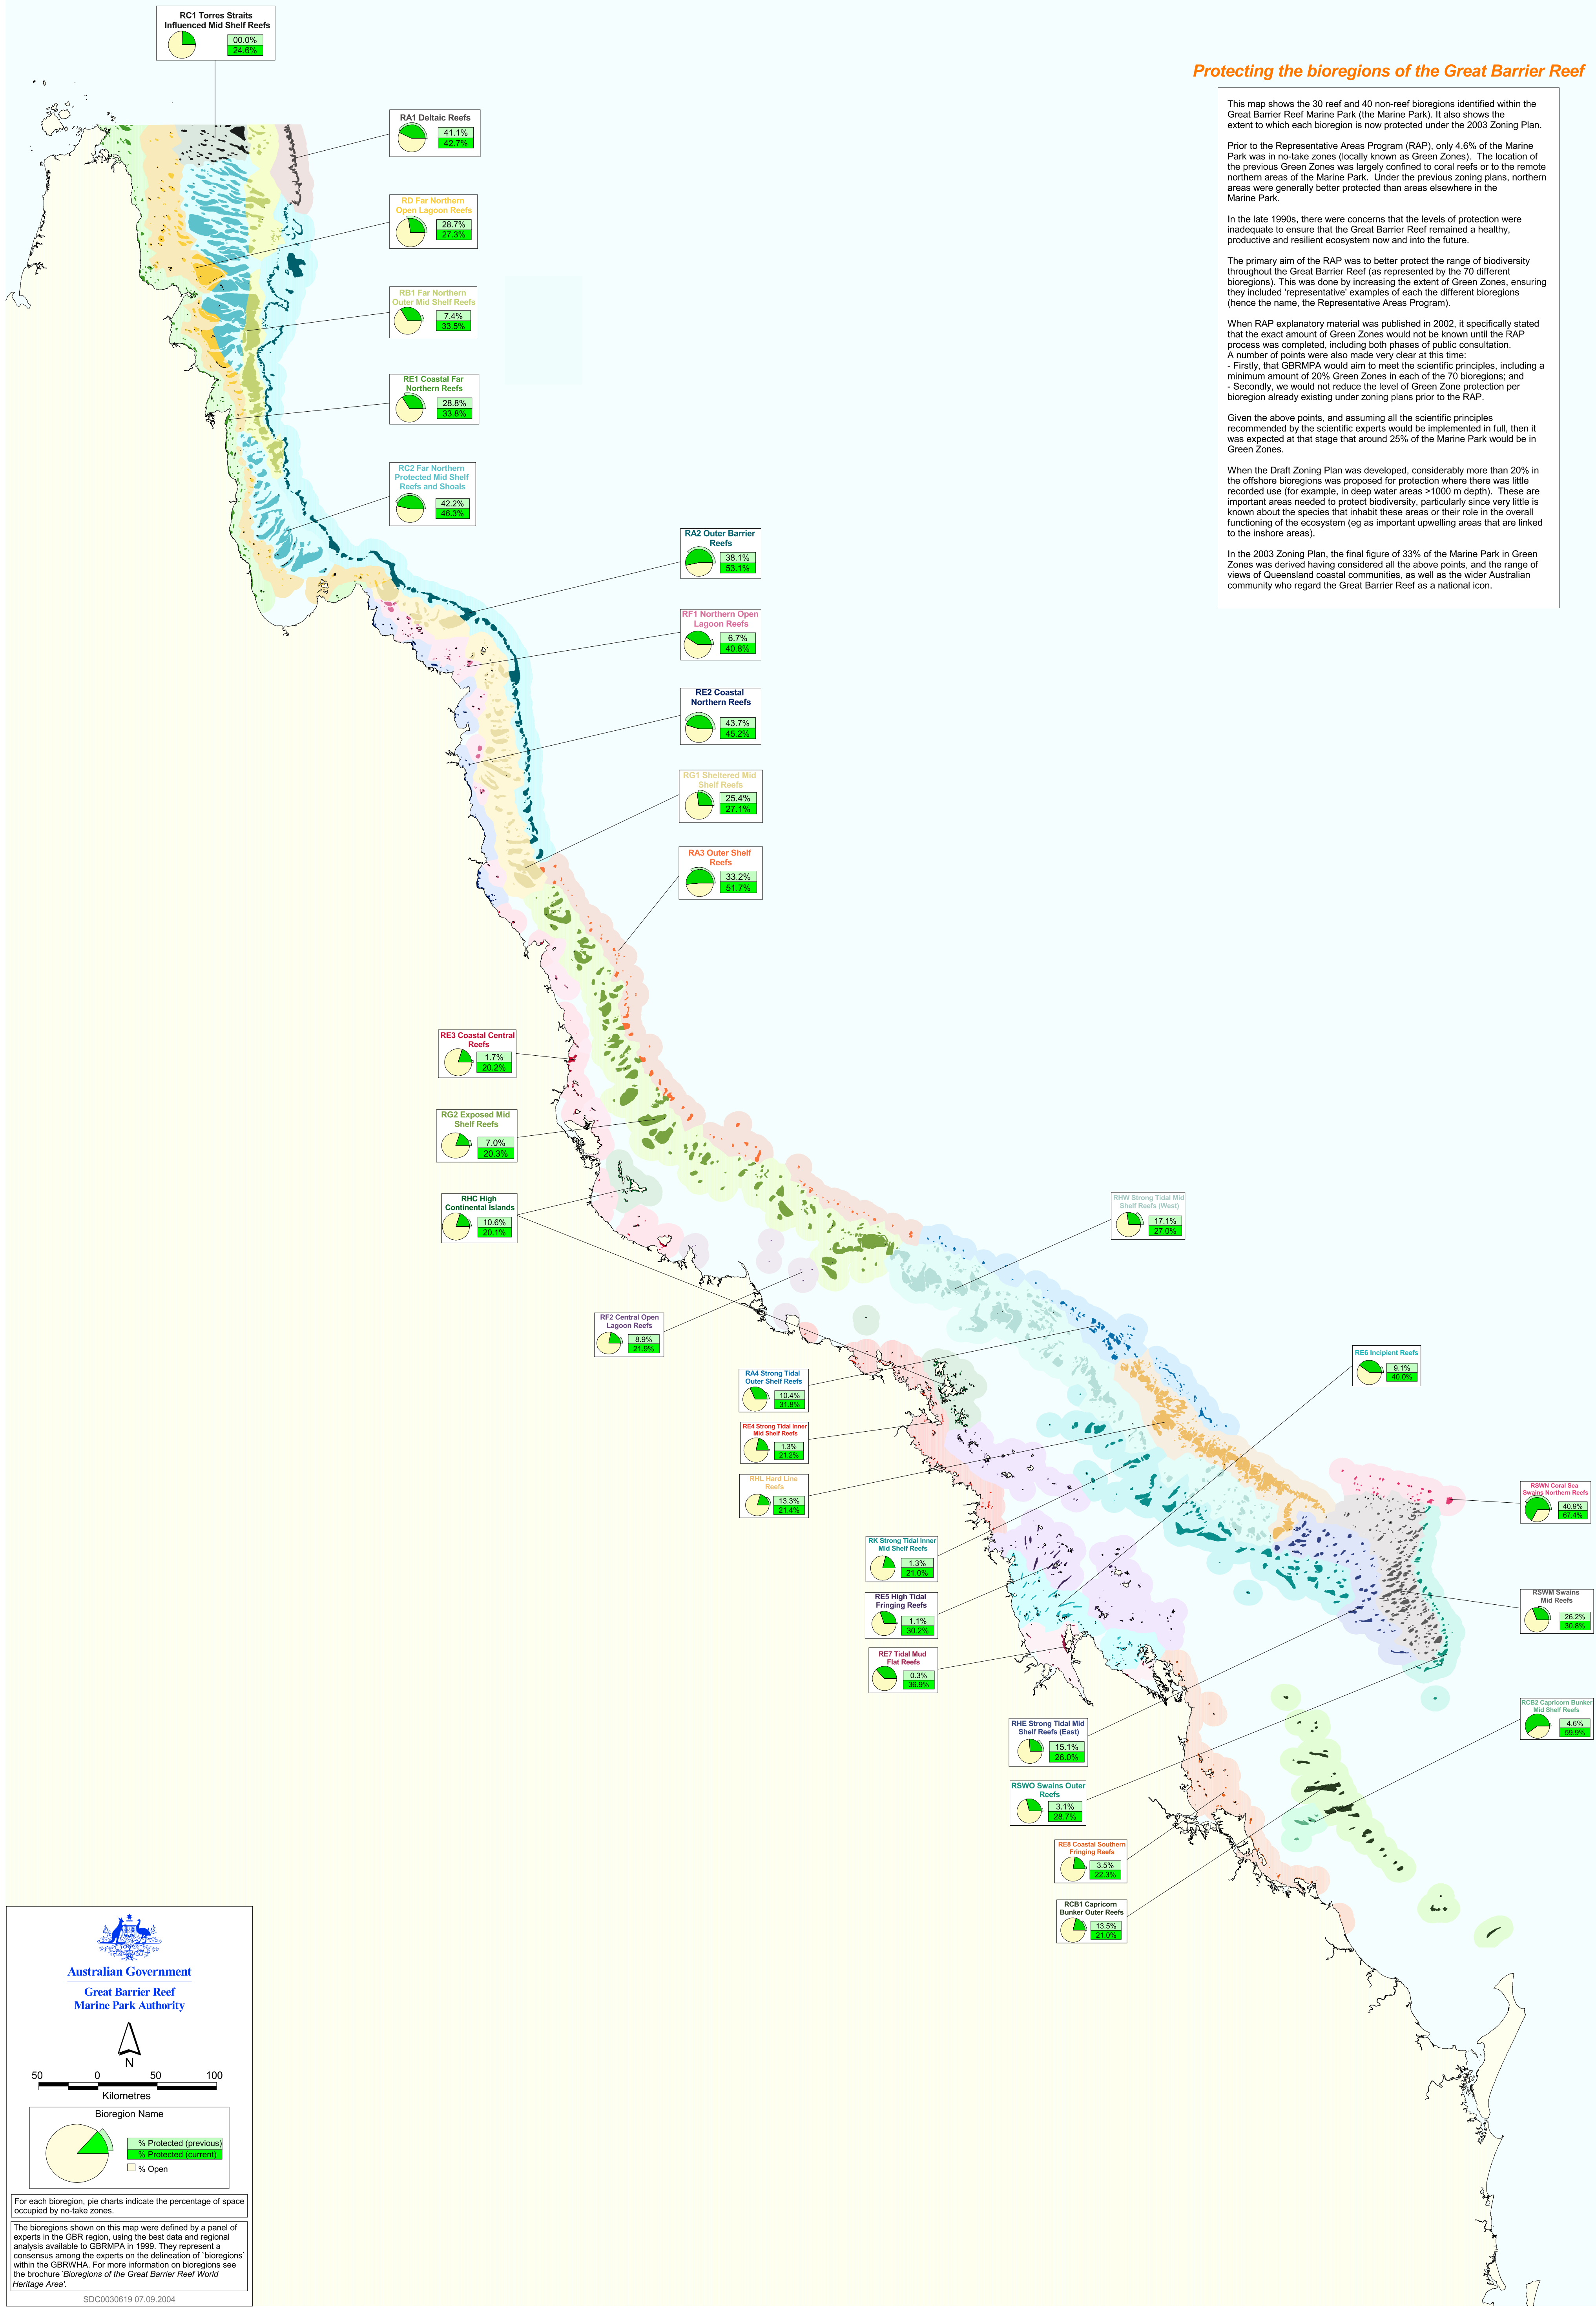 RC1 Torres Straits
Influenced Mid Shelf Reefs
00.0%
24.6%
Protecting the bioregions of the Great Barrier Reef
This map shows the 30 reef and 40 non-reef bioregions identified within the
Great Barrier Reef Marine Park (the Marine Park). It also shows the
extent to which each bioregion is now protected under the 2003 Zoning Plan.
Prior to the Representative Areas Program (RAP), only 4.6% of the Marine
Park was in no-take zones (locally known as Green Zones). The location of
the previous Green Zones was largely confined to coral reefs or to the remote
northern areas of the Marine Park. Under the previous zoning plans, northern
areas were generally better protected than areas elsewhere in the
Marine Park.
In the late 1990s, there were concerns that the levels of protection were
inadequate to ensure that the Great Barrier Reef remained a healthy,
productive and resilient ecosystem now and into the future.
The primary aim of the RAP was to better protect the range of biodiversity
throughout the Great Barrier Reef (as represented by the 70 different
bioregions). This was done by increasing the extent of Green Zones, ensuring
they included 'representative' examples of each the different bioregions
(hence the name, the Representative Areas Program).
When RAP explanatory material was published in 2002, it specifically stated
that the exact amount of Green Zones would not be known until the RAP
process was completed, including both phases of public consultation.
A number of points were also made very clear at this time:
- Firstly, that GBRMPA would aim to meet the scientific principles, including a
minimum amount of 20% Green Zones in each of the 70 bioregions; and
- Secondly, we would not reduce the level of Green Zone protection per
bioregion already existing under zoning plans prior to the RAP.
Given the above points, and assuming all the scientific principles
recommended by the scientific experts would be implemented in full, then it
was expected at that stage that around 25% of the Marine Park would be in
Green Zones.
When the Draft Zoning Plan was developed, considerably more than 20% in
the offshore bioregions was proposed for protection where there was little
recorded use (for example, in deep water areas >1000 m depth). These are
important areas needed to protect biodiversity, particularly since very little is
known about the species that inhabit these areas or their role in the overall
functioning of the ecosystem (eg as important upwelling areas that are linked
to the inshore areas).
In the 2003 Zoning Plan, the final figure of 33% of the Marine Park in Green
Zones was derived having considered all the above points, and the range of
views of Queensland coastal communities, as well as the wider Australian
community who regard the Great Barrier Reef as a national icon.
RA1 Deltaic Reefs
41.1%
42.7%
RD Far Northern
Open Lagoon Reefs
28.7%
27.3%
RB1 Far Northern
Outer Mid Shelf Reefs
7.4%
33.5%
RE1 Coastal Far
Northern Reefs
28.8%
33.8%
RC2 Far Northern
Protected Mid Shelf
Reefs and Shoals
42.2%
46.3%
RA2 Outer Barrier
Reefs
38.1%
53.1%
RF1 Northern Open
Lagoon Reefs
6.7%
40.8%
RE2 Coastal
Northern Reefs
43.7%
45.2%
RG1 Sheltered Mid
Shelf Reefs
25.4%
27.1%
RA3 Outer Shelf
Reefs
33.2%
51.7%
RE3 Coastal Central
Reefs
1.7%
20.2%
RG2 Exposed Mid
Shelf Reefs
7.0%
20.3%
RHC High
Continental Islands
10.6%
20.1%
RHW Strong Tidal Mid
Shelf Reefs (West)
17.1%
27.0%
RF2 Central Open
Lagoon Reefs
8.9%
21.9%
RE6 Incipient Reefs
9.1%
40.0%
RA4 Strong Tidal
Outer Shelf Reefs
10.4%
31.8%
RE4 Strong Tidal Inner
Mid Shelf Reefs
1.3%
21.2%
RHL Hard Line
Reefs
13.3%
21.4%
RSWN Coral Sea
Swains Northern Reefs
40.9%
67.4%
RK Strong Tidal Inner
Mid Shelf Reefs
1.3%
21.0%
RE5 High Tidal
Fringing Reefs
1.1%
30.2%
RSWM Swains
Mid Reefs
26.2%
30.8%
RE7 Tidal Mud
Flat Reefs
0.3%
36.9%
RCB2 Capricorn Bunker
Mid Shelf Reefs
4.6%
59.9%
RHE Strong Tidal Mid
Shelf Reefs (East)
15.1%
26.0%
RSWO Swains Outer
Reefs
3.1%
28.7%
RE8 Coastal Southern
Fringing Reefs
3.5%
22.3%
RCB1 Capricorn
Bunker Outer Reefs
13.5%
21.0%
Australian Government
Great Barrier Reef
Marine Park Authority
N
50 0 50 100
Kilometres
Bioregion Name
% Protected (previous)
% Protected (current)
% Open
For each bioregion, pie charts indicate the percentage of space
occupied by no-take zones.
The bioregions shown on this map were defined by a panel of
experts in the GBR region, using the best data and regional
analysis available to GBRMPA in 1999. They represent a
consensus among the experts on the delineation of `bioregions`
within the GBRWHA. For more information on bioregions see
the brochure `Bioregions of the Great Barrier Reef World
Heritage Area'.
SDC0030619 07.09.2004